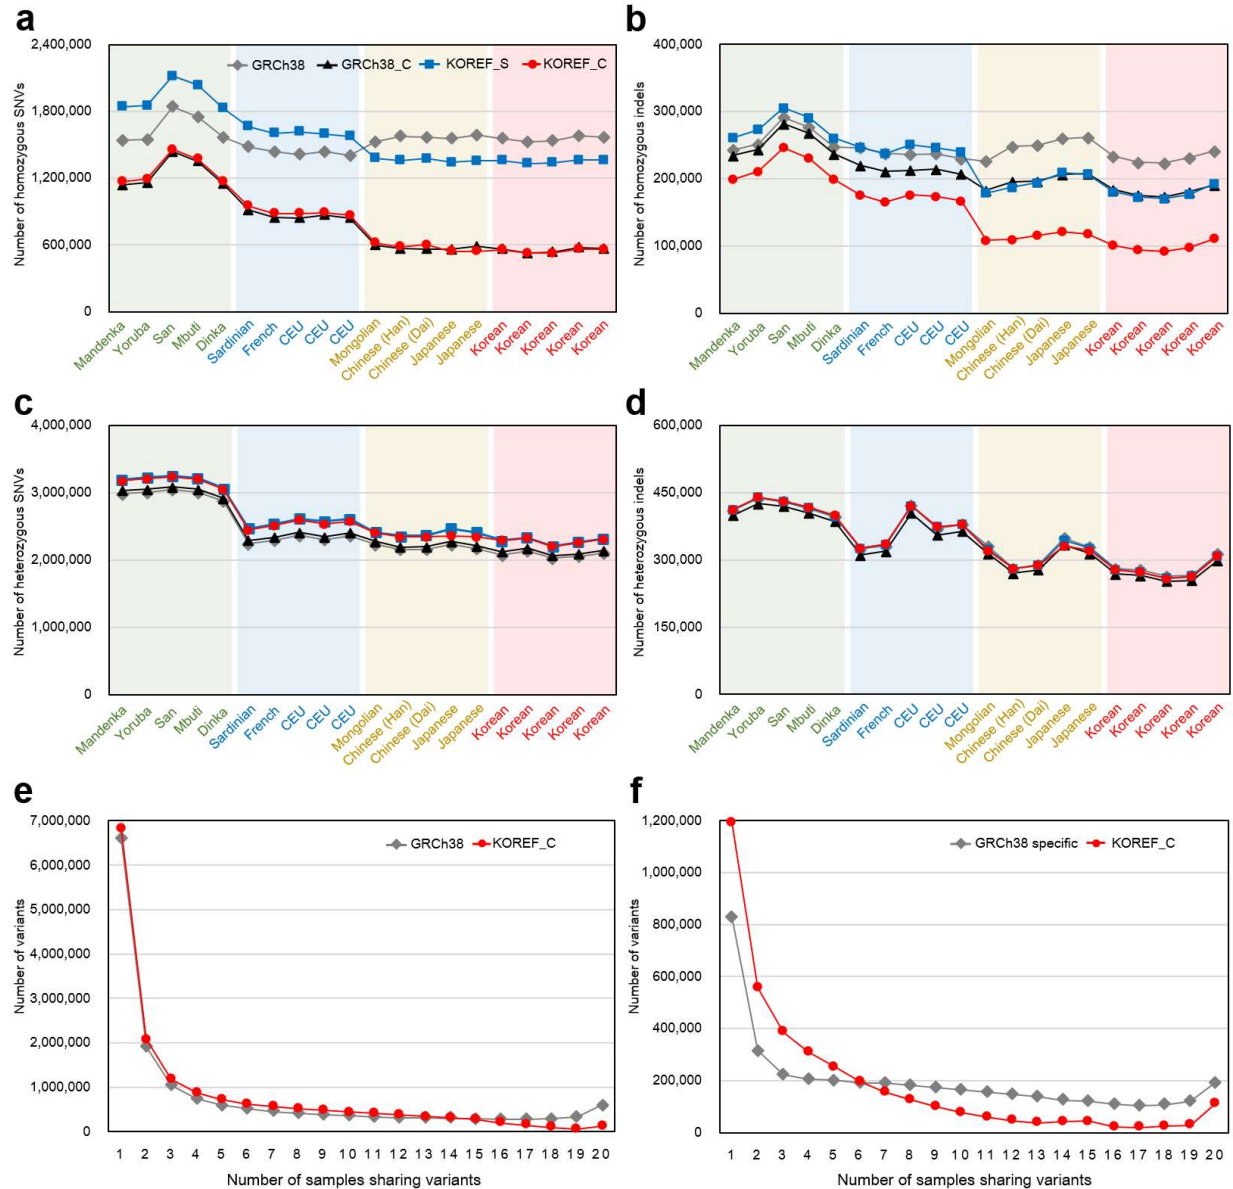 a
Number of homozygous SNVs
2,400,000
1,800,000
1,200,000
600,000
0
GRCh38 GRCh38_C KOREF_S KOREF_C
Mandenka Yoruba San Mbuti Dinka Sardinian French CEU CEU CEU Mongolian Chinese (Han) Chinese (Dai) Japanese Japanese Korean Korean Korean Korean Korean
b
Number of homozygous indels
400,000
300,000
200,000
100,000
0
Mandenka Yoruba San Mbuti Dinka Sardinian French CEU CEU CEU Mongolian Chinese (Han) Chinese (Dai) Japanese Japanese Korean Korean Korean Korean Korean
c
Number of heterozygous SNVs
4,000,000
3,000,000
2,000,000
1,000,000
0
Mandenka Yoruba San Mbuti Dinka Sardinian French CEU CEU CEU Mongolian Chinese (Han) Chinese (Dai) Japanese Japanese Korean Korean Korean Korean Korean
d
Number of heterozygous indels
600,000
450,000
300,000
150,000
0
Mandenka Yoruba San Mbuti Dinka Sardinian French CEU CEU CEU Mongolian Chinese (Han) Chinese (Dai) Japanese Japanese Korean Korean Korean Korean Korean
e
Number of variants
7,000,000
6,000,000
5,000,000
4,000,000
3,000,000
2,000,000
1,000,000
0
GRCh38 KOREF_C
1 2 3 4 5 6 7 8 9 10 11 12 13 14 15 16 17 18 19 20
Number of samples sharing variants
f
Number of variants
1,200,000
1,000,000
800,000
600,000
400,000
200,000
0
GRCh38 specific KOREF_C
1 2 3 4 5 6 7 8 9 10 11 12 13 14 15 16 17 18 19 20
Number of samples sharing variants